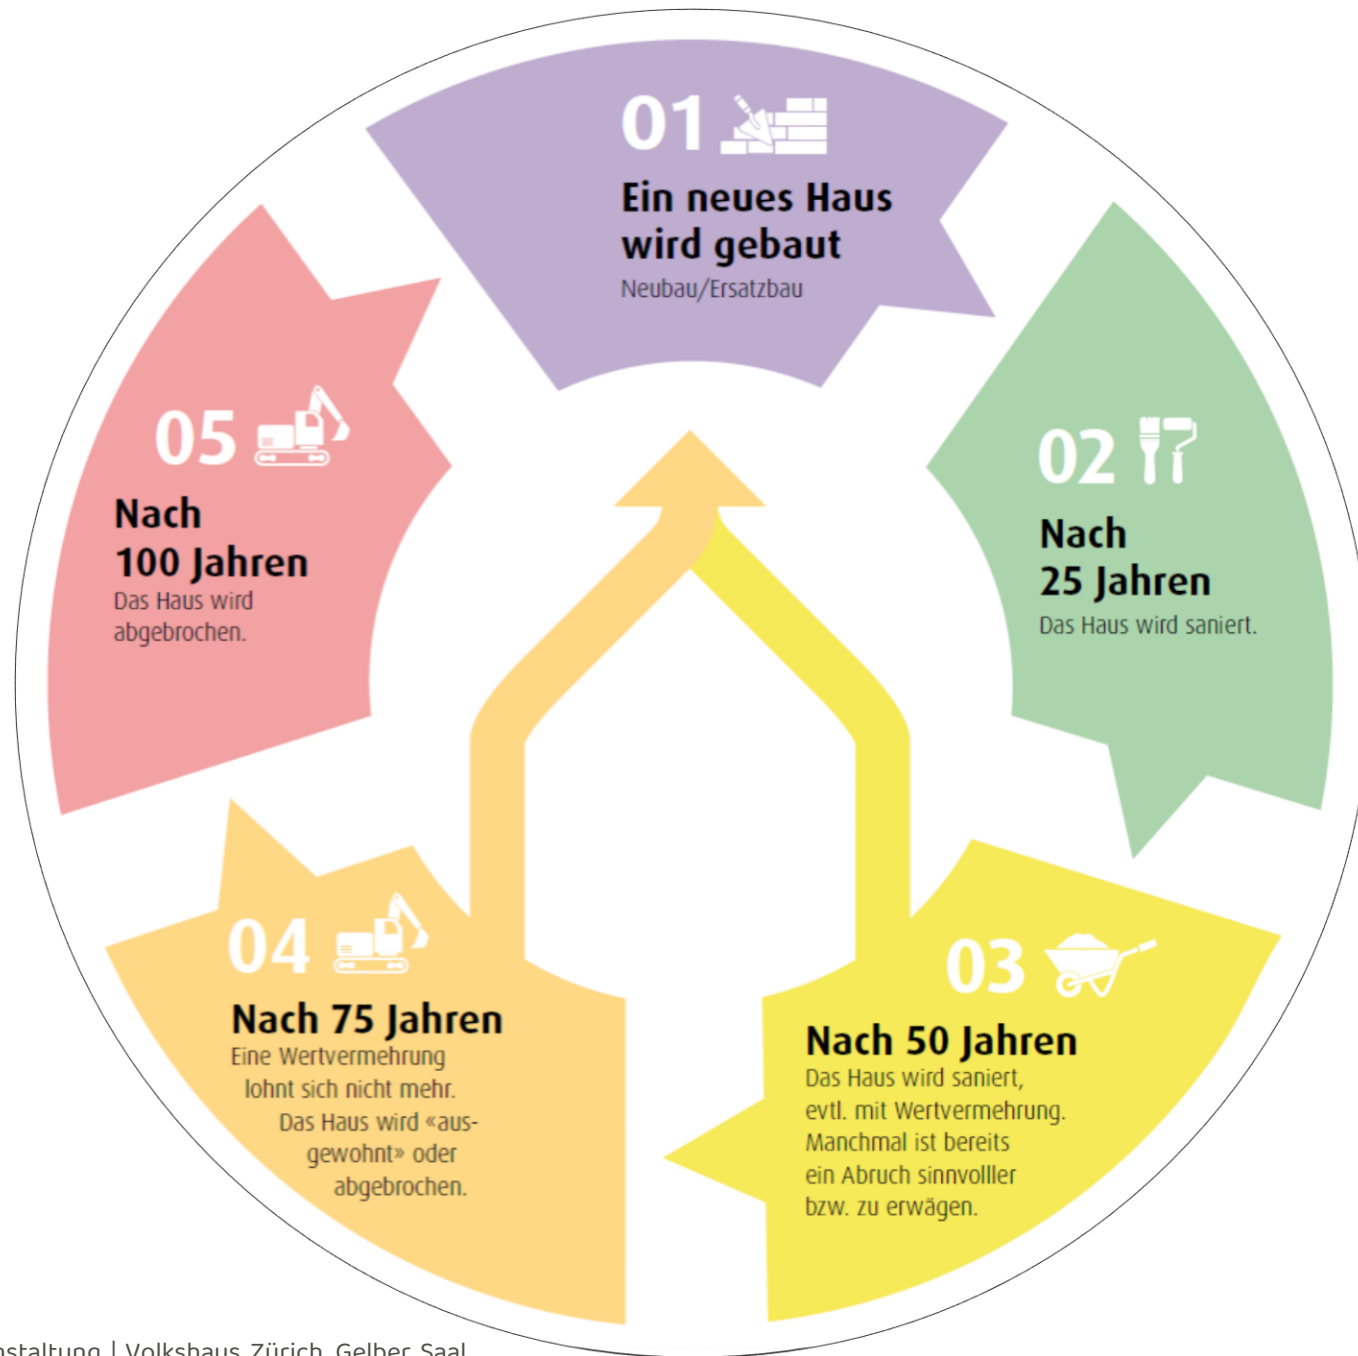 01
Ein neues Haus
wird gebaut
Neubau/Ersatzbau
02
Nach
25 Jahren
Das Haus wird saniert.
03
Nach 50 Jahren
Das Haus wird saniert,
evtl. mit Wertvermehrung.
Manchmal ist bereits
ein Abruch sinnvolller
bzw. zu erwägen.
04
Nach 75 Jahren
Eine Wertvermehrung
lohnt sich nicht mehr.
Das Haus wird «aus-
gewohnt» oder
abgebrochen.
05
Nach
100 Jahren
Das Haus wird
abgebrochen.
nstaltung | Volkshaus Zürich, Gelber Saal